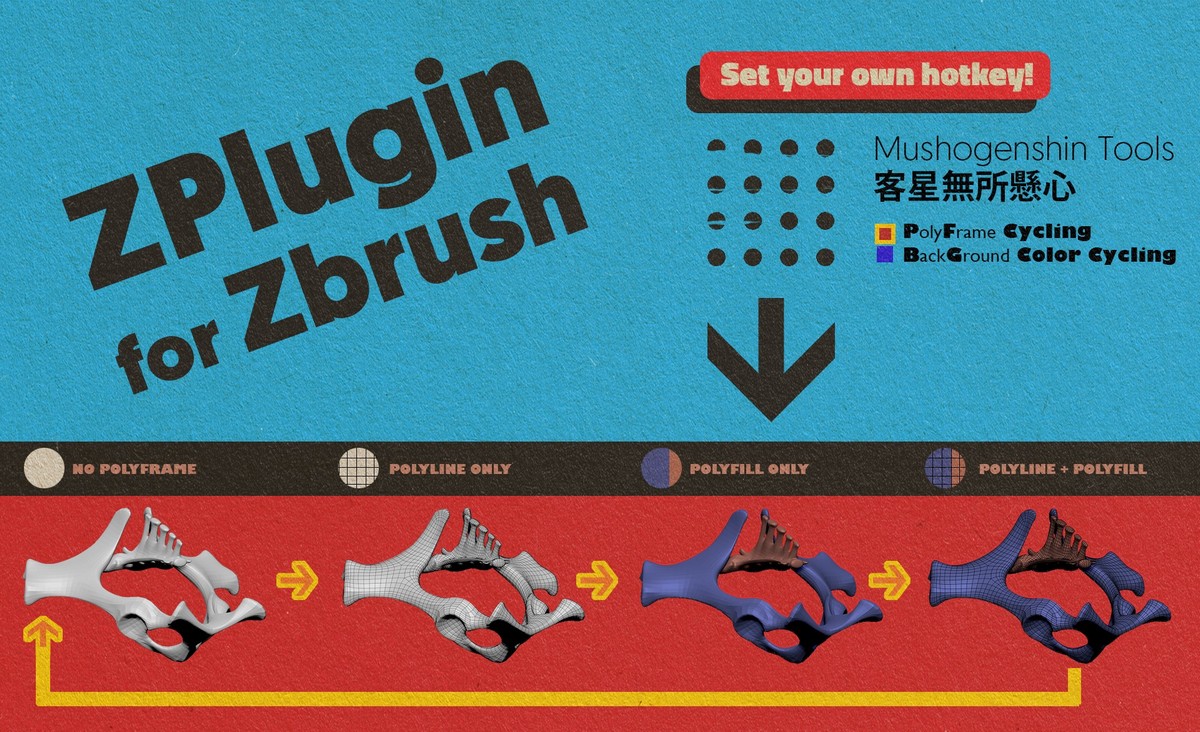 ZPlugin
for Zbrush
Set your own hotkey!
Mushogenshin Tools
客星無所懸心
PolyFrame Cycling
BackGround Color Cycling
NO POLYFRAME
POLYLINE ONLY
POLYFILL ONLY
POLYLINE + POLYFILL